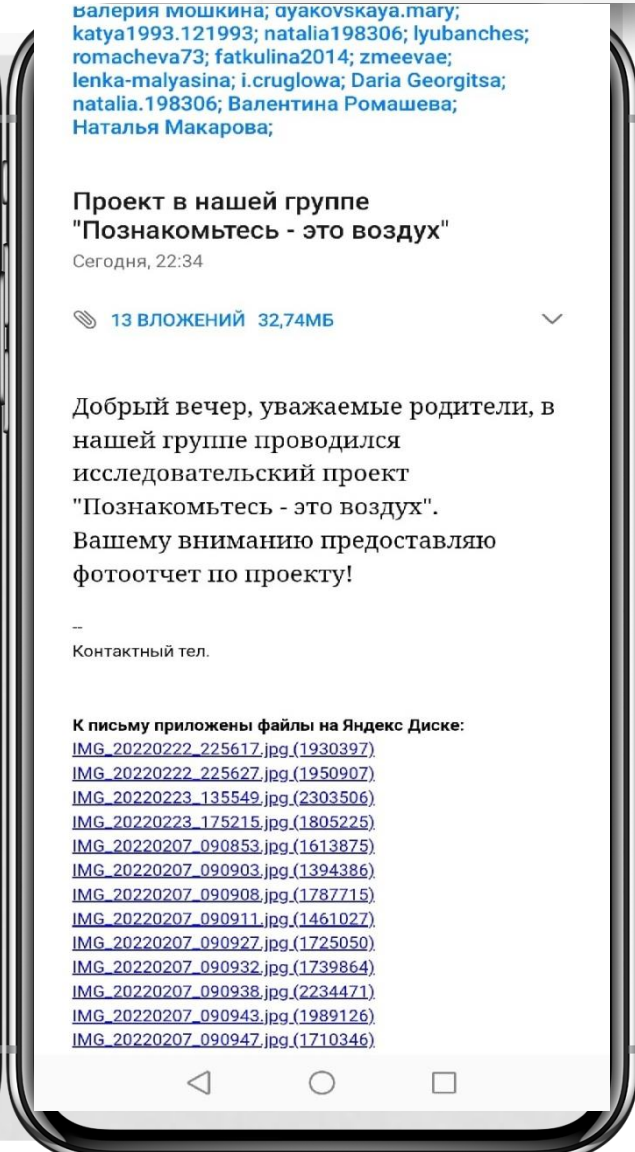 Валерия Мошкина; dyakovskaya.mary;
katya1993.121993; natalia198306; lyubanches;
romacheva73; fatkulina2014; zmeevae;
lenka-malyasina; i.cruglowa; Daria Georgitsa;
natalia.198306; Валентина Ромашева;
Наталья Макарова;
Проект в нашей группе
"Познакомьтесь - это воздух"
Сегодня, 22:34
13 ВЛОЖЕНИЙ 32,74МБ
Добрый вечер, уважаемые родители, в
нашей группе проводился
исследовательский проект
"Познакомьтесь - это воздух".
Вашему вниманию предоставляю
фотоотчет по проекту!
--
Контактный тел.
К письму приложены файлы на Яндекс Диске:
IMG_20220222_225617.jpg (1930397)
IMG_20220222_225627.jpg (1950907)
IMG_20220223_135549.jpg (2303506)
IMG_20220223_175215.jpg (1805225)
IMG_20220207_090853.jpg (1613875)
IMG_20220207_090903.jpg (1394386)
IMG_20220207_090908.jpg (1787715)
IMG_20220207_090911.jpg (1461027)
IMG_20220207_090927.jpg (1725050)
IMG_20220207_090932.jpg (1739864)
IMG_20220207_090938.jpg (2234471)
IMG_20220207_090943.jpg (1989126)
IMG_20220207_090947.jpg (1710346)